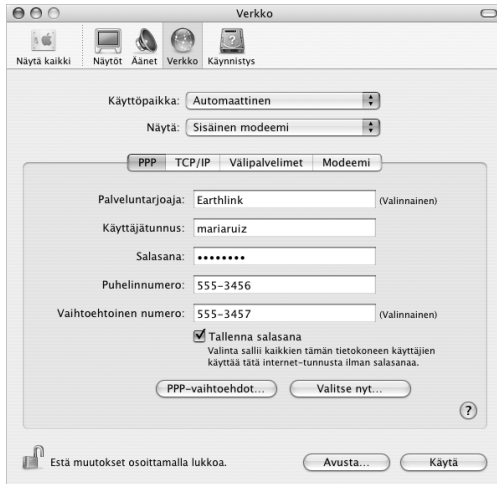 Verkko
Näytä kaikki Näytöt Äänet Verkko Käynnistys
Käyttöpaikka: Automaattinen
Näytä: Sisäinen modeemi
PPP TCP/IP Välipalvelimet Modeemi
Palveluntarjoaja: Earthlink (Valinnainen)
Käyttäjätunnus: mariaruiz
Salasana: ••••••••
Puhelinnumero: 555-3456
Vaihtoehtoinen numero: 555-3457 (Valinnainen)
Tallenna salasana
Valinta sallii kaikkien tämän tietokoneen käyttäjien
käyttää tätä internet-tunnusta ilman salasanaa.
PPP-vaihtoehdot... Valitse nyt...
?
Estä muutokset osoittamalla lukkoa. Avusta... Käytä